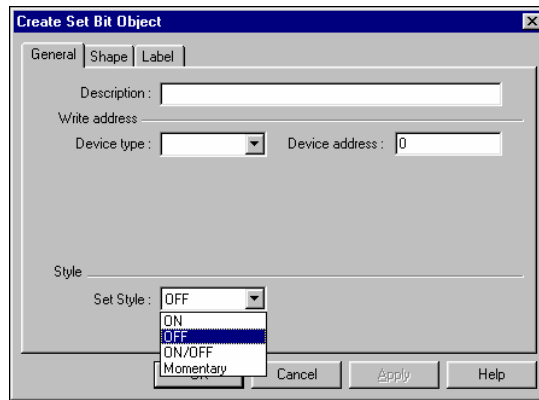 Create Set Bit Object
General Shape Label
Description :
Write address
Device type : Device address : 0
Style
Set Style : OFF
ON
OFF
ON/OFF
Momentary
Cancel Apply Help